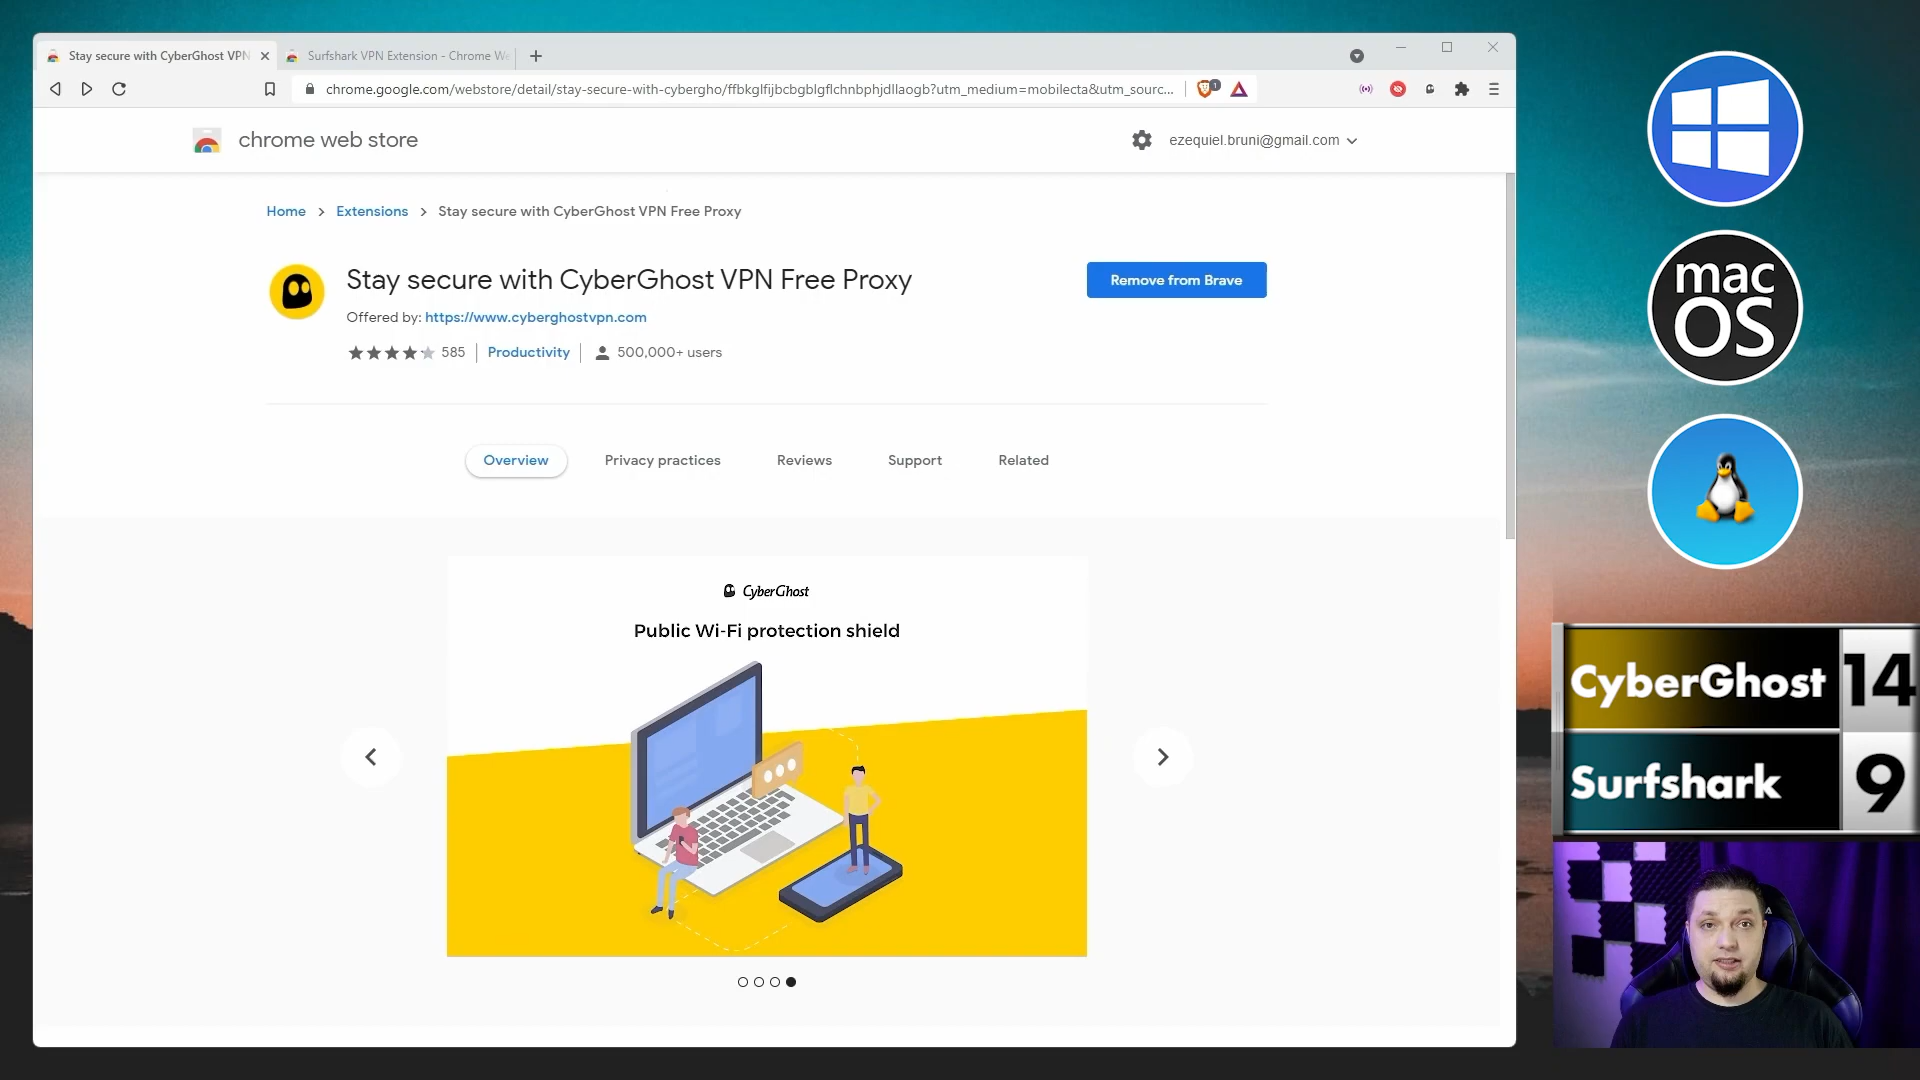 Stay secure with CyberGhost VPN
Surfshark VPN Extension - Chrome We
chrome.google.com/webstore/detail/stay-secure-with-cybergho/ffbkglfijbcbgblgflchnbphjdllaogb?utm_medium=mobilecta&utm_sourc...
1
chrome web store
ezequiel.bruni@gmail.com
Home > Extensions > Stay secure with CyberGhost VPN Free Proxy
Stay secure with CyberGhost VPN Free Proxy
Remove from Brave
Offered by: https://www.cyberghostvpn.com
585
Productivity
500,000+ users
Overview
Privacy practices
Reviews
Support
Related
CyberGhost
Public Wi-Fi protection shield
mac
OS
CyberGhost 14
Surfshark 9